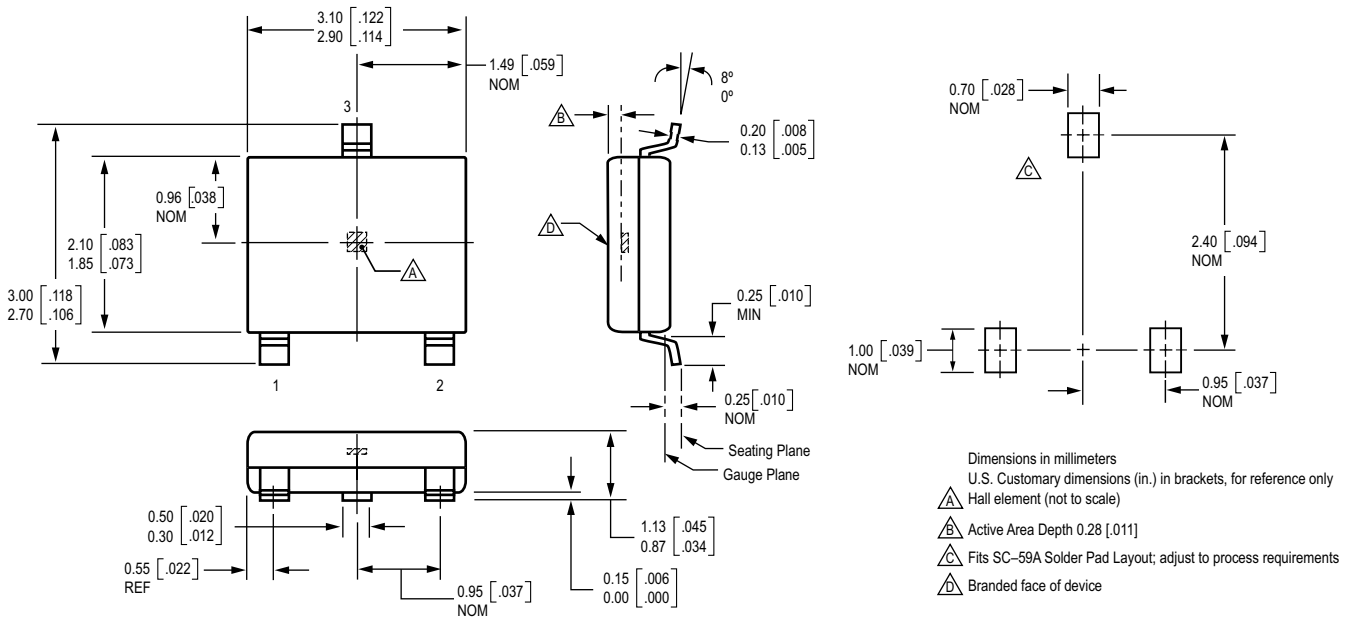 3.10 [.122]
2.90 [.114]
1.49 [.059]
NOM
3
B
8º
0º
0.20 [.008]
0.13 [.005]
0.70 [.028]
NOM
C
0.96 [.038]
NOM
D
2.10 [.083]
1.85 [.073]
A
2.40 [.094]
NOM
3.00 [.118]
2.70 [.106]
0.25 [.010]
MIN
1.00 [.039]
NOM
1
2
0.25 [.010]
NOM
0.95 [.037]
NOM
Seating Plane
Gauge Plane
0.50 [.020]
0.30 [.012]
1.13 [.045]
0.87 [.034]
0.55 [.022]
REF
0.95 [.037]
NOM
0.15 [.006]
0.00 [.000]
Dimensions in millimeters
U.S. Customary dimensions (in.) in brackets, for reference only
A Hall element (not to scale)
B Active Area Depth 0.28 [.011]
C Fits SC–59A Solder Pad Layout; adjust to process requirements
D Branded face of device